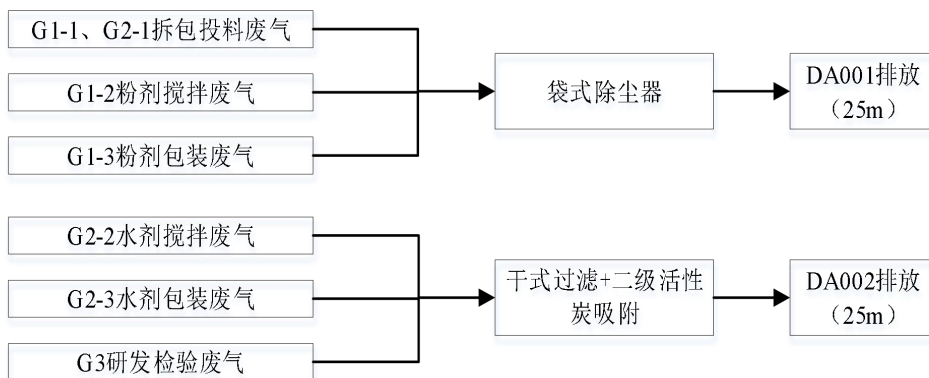 G1-1、G2-1拆包投料废气
G1-2粉剂搅拌废气
G1-3粉剂包装废气
袋式除尘器
DA001排放
（25m）
G2-2水剂搅拌废气
G2-3水剂包装废气
G3研发检验废气
干式过滤+二级活性
炭吸附
DA002排放
（25m）